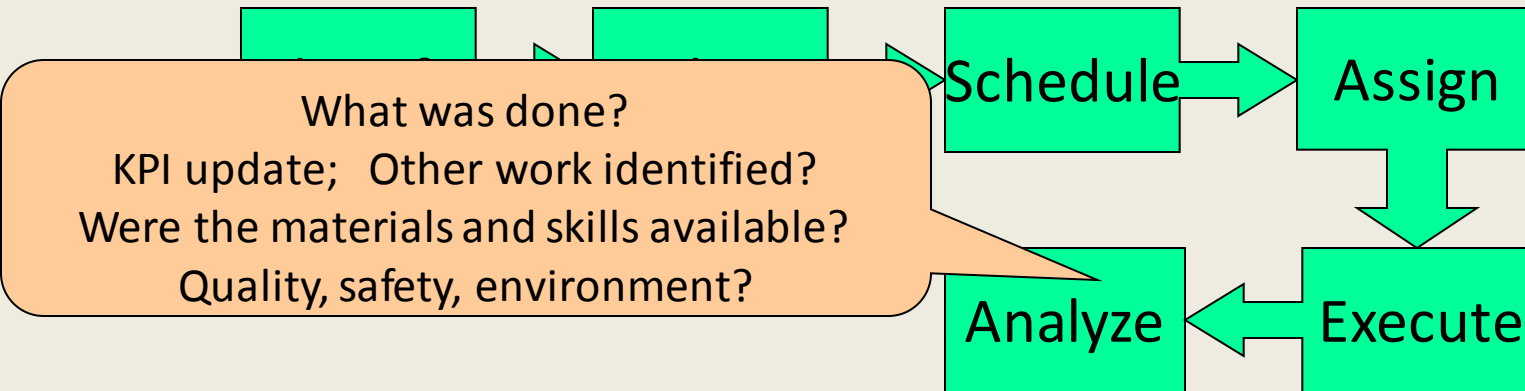 Schedule
Assign
What was done?
KPI update; Other work identified?
Were the materials and skills available?
Quality, safety, environment?
Analyze
Execute